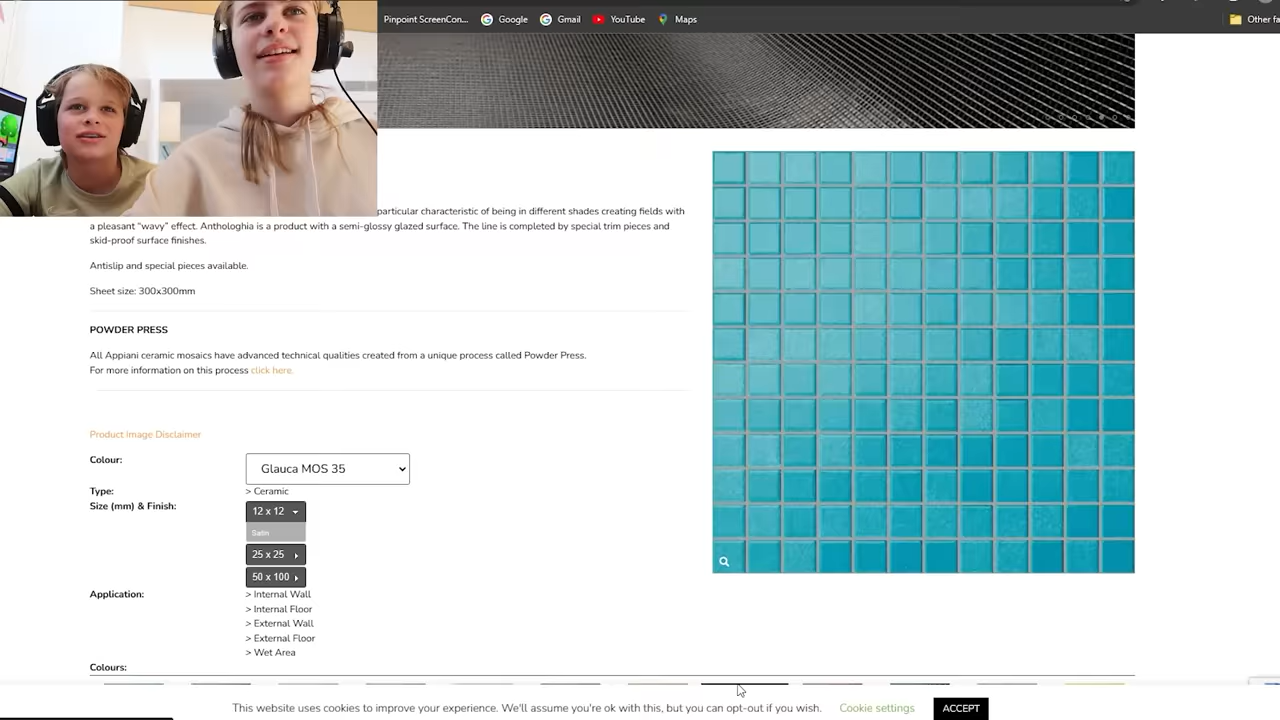 Pinpoint ScreenCon...
Google
Gmail
YouTube
Maps
Other fa
particular characteristic of being in different shades creating fields with
a pleasant “wavy” effect. Anthologhia is a product with a semi-glossy glazed surface. The line is completed by special trim pieces and
skid-proof surface finishes.
Antislip and special pieces available.
Sheet size: 300x300mm
POWDER PRESS
All Appiani ceramic mosaics have advanced technical qualities created from a unique process called Powder Press.
For more information on this process click here.
Product Image Disclaimer
Colour:
Glauca MOS 35
Type:
> Ceramic
Size (mm) & Finish:
12 x 12
Satin
25 x 25
50 x 100
Application:
> Internal Wall
> Internal Floor
> External Wall
> External Floor
> Wet Area
Colours:
This website uses cookies to improve your experience. We'll assume you're ok with this, but you can opt-out if you wish.
Cookie settings
ACCEPT